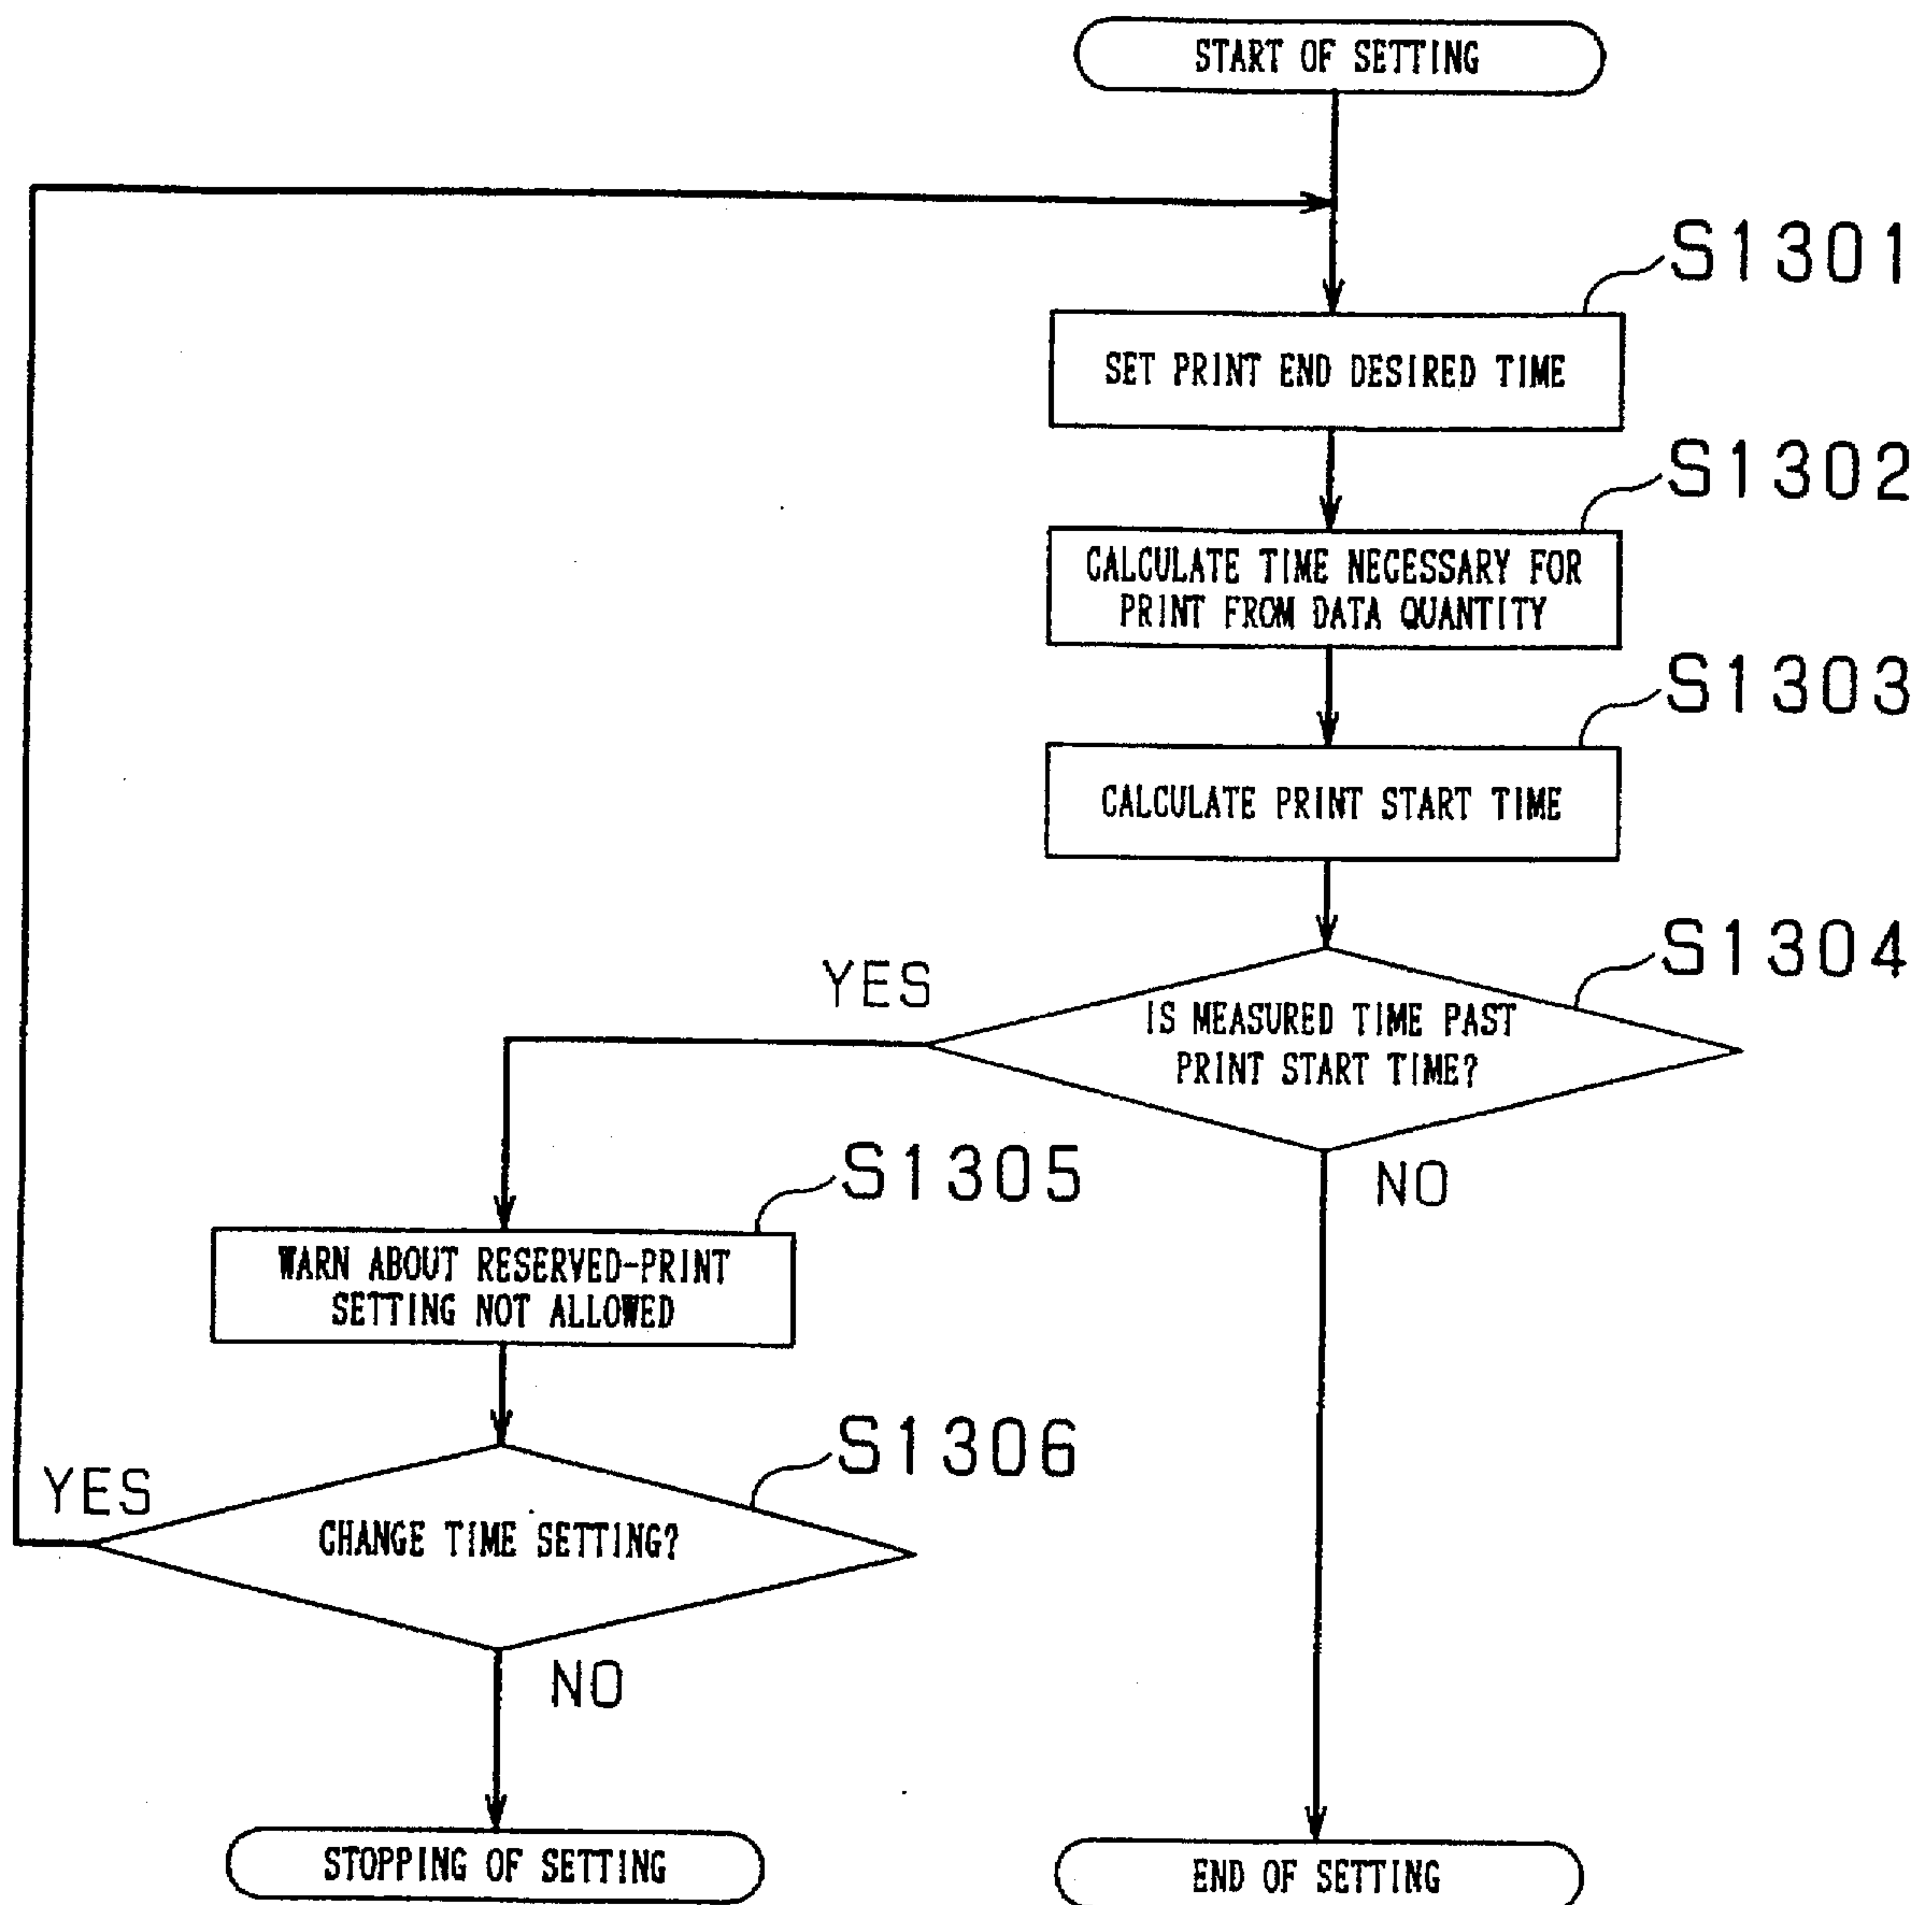 START OF SETTING
S1301
SET PRINT END DESIRED TIME
S1302
CALCULATE TIME NECESSARY FOR
PRINT FROM DATA QUANTITY
S1303
CALCULATE PRINT START TIME
S1304
YES
IS MEASURED TIME PAST
PRINT START TIME?
NO
S1305
WARN ABOUT RESERVED-PRINT
SETTING NOT ALLOWED
S1306
YES
CHANGE TIME SETTING?
NO
STOPPING OF SETTING
END OF SETTING